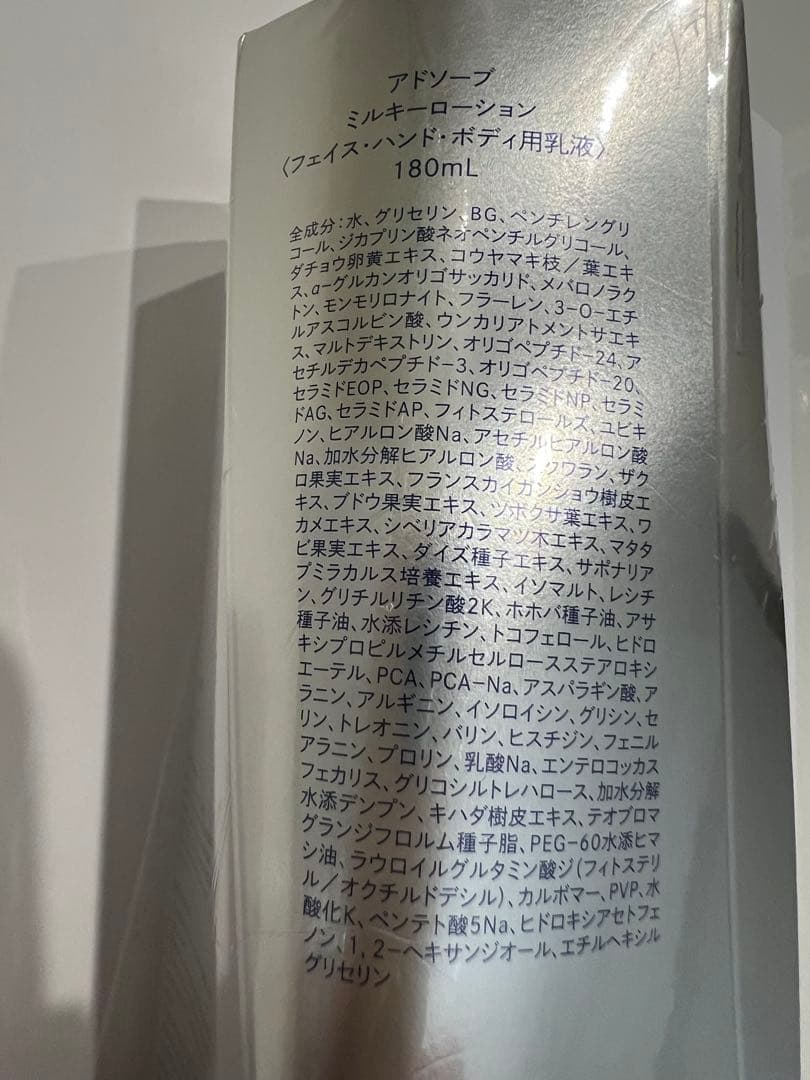 アドソーブ
ミルキーローション
〈フェイス・ハンド・ボディ用乳液〉
180mL
全成分：水、グリセリン、BG、ペンチレングリ
コール、ジカプリン酸ネオペンチルグリコール、
ダチョウ卵黄エキス、コウヤマキ枝／葉エキ
ス、α-グルカンオリゴサッカリド、メバロノラク
トン、モンモリロナイト、フラーレン、3-O-エチ
ルアスコルビン酸、ウンカリアトメントサエキ
ス、マルトデキストリン、オリゴペプチド-24、ア
セチルデカペプチド-3、オリゴペプチド-20、
セラミドEOP、セラミドNG、セラミドNP、セラミ
ドAG、セラミドAP、フィトステロールズ、ユビキ
ノン、ヒアルロン酸Na、アセチルヒアルロン酸
Na、加水分解ヒアルロン酸、スクワラン、ザク
ロ果実エキス、フランスカイガンショウ樹皮エ
キス、ブドウ果実エキス、ツボクサ葉エキス、ワ
カメエキス、シベリアカラマツ木エキス、マタタ
ビ果実エキス、ダイズ種子エキス、サポナリア
プミラカルス培養エキス、イソマルト、レシチ
ン、グリチルリチン酸2K、ホホバ種子油、アサ
種子油、水添レシチン、トコフェロール、ヒドロ
キシプロピルメチルセルロースステアロキシ
エーテル、PCA、PCA-Na、アスパラギン酸、ア
ラニン、アルギニン、イソロイシン、グリシン、セ
リン、トレオニン、バリン、ヒスチジン、フェニル
アラニン、プロリン、乳酸Na、エンテロコッカス
フェカリス、グリコシルトレハロース、加水分解
水添デンプン、キハダ樹皮エキス、テオブロマ
グランジフロルム種子脂、PEG-60水添ヒマ
シ油、ラウロイルグルタミン酸ジ(フィトステリ
ル／オクチルドデシル)、カルボマー、PVP、水
酸化K、ペンテト酸5Na、ヒドロキシアセトフェ
ノン、1,2-ヘキサンジオール、エチルヘキシル
グリセリン